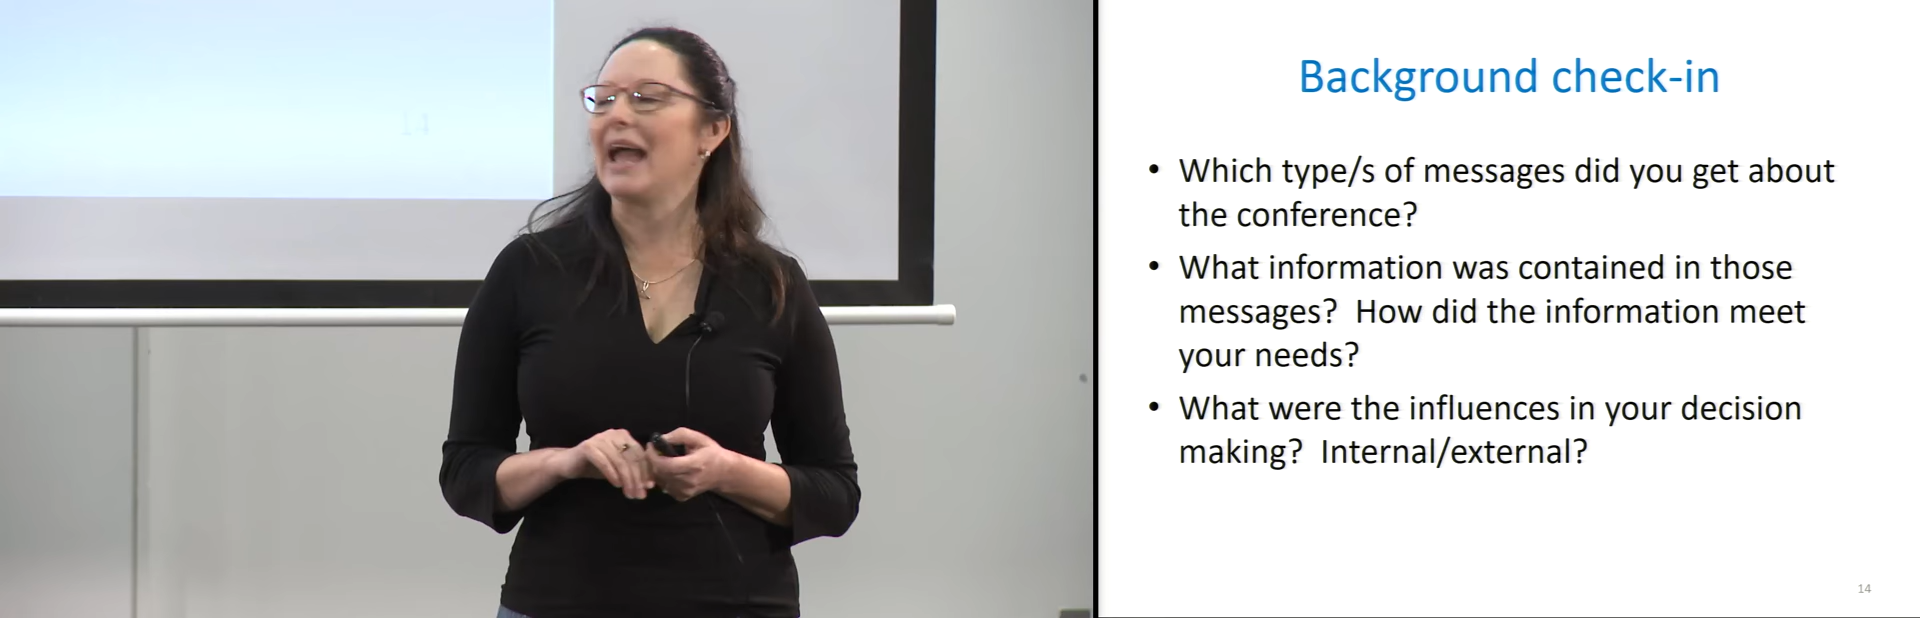 14
Background check-in
• Which type/s of messages did you get about
the conference?
• What information was contained in those
messages?  How did the information meet
your needs?
• What were the influences in your decision
making?  Internal/external?
14